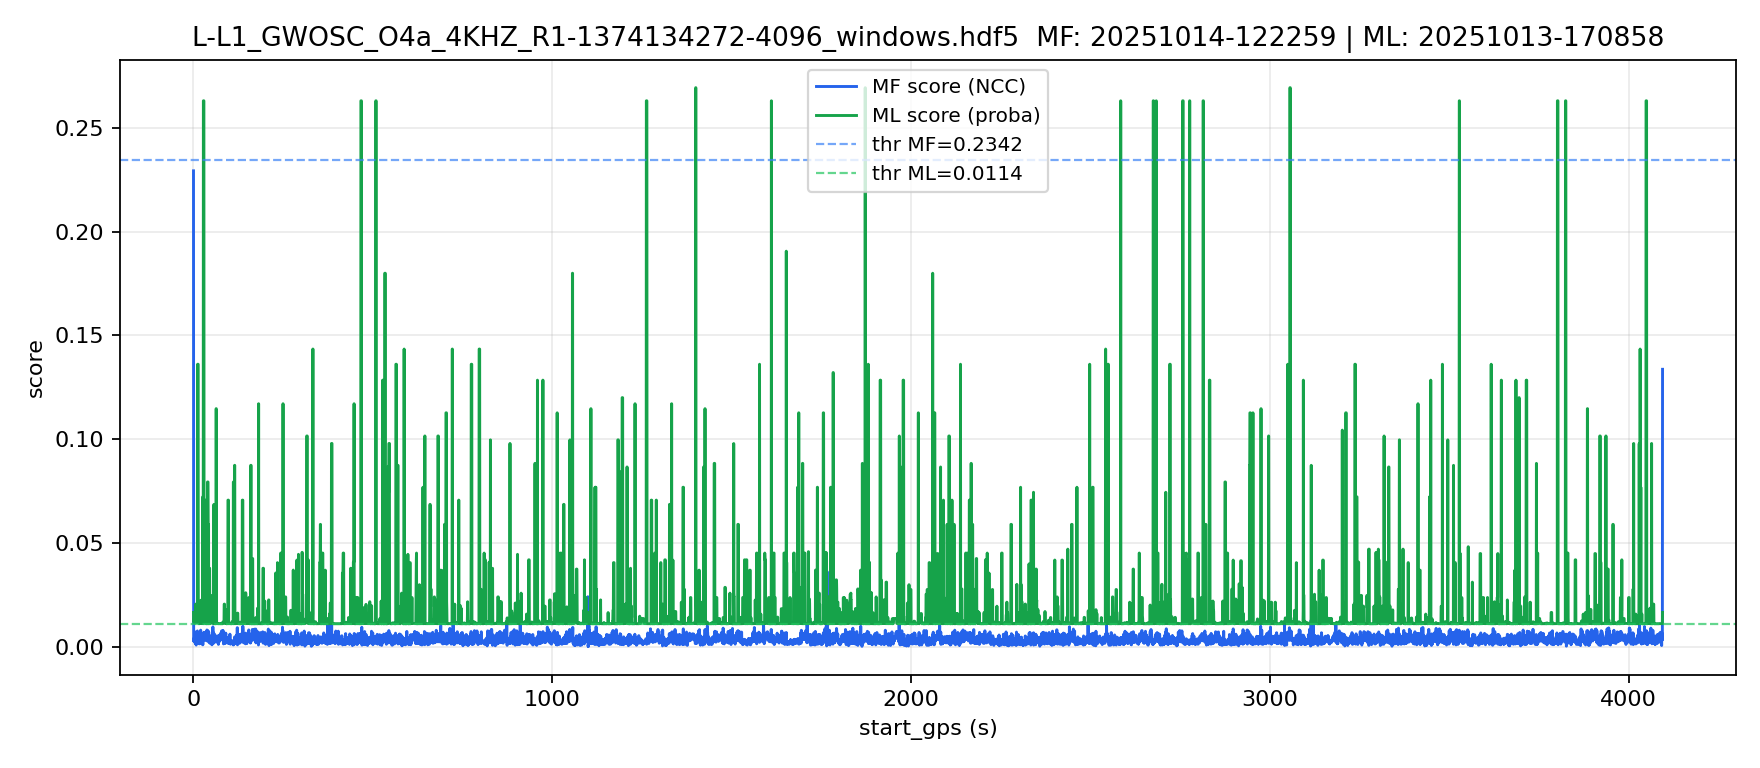 L-L1_GWOSC_O4a_4KHZ_R1-1374134272-4096_windows.hdf5  MF: 20251014-122259 | ML: 20251013-170858
MF score (NCC)
ML score (proba)
thr MF=0.2342
thr ML=0.0114
score
0.25
0.20
0.15
0.10
0.05
0.00
0 1000 2000 3000 4000
start_gps (s)